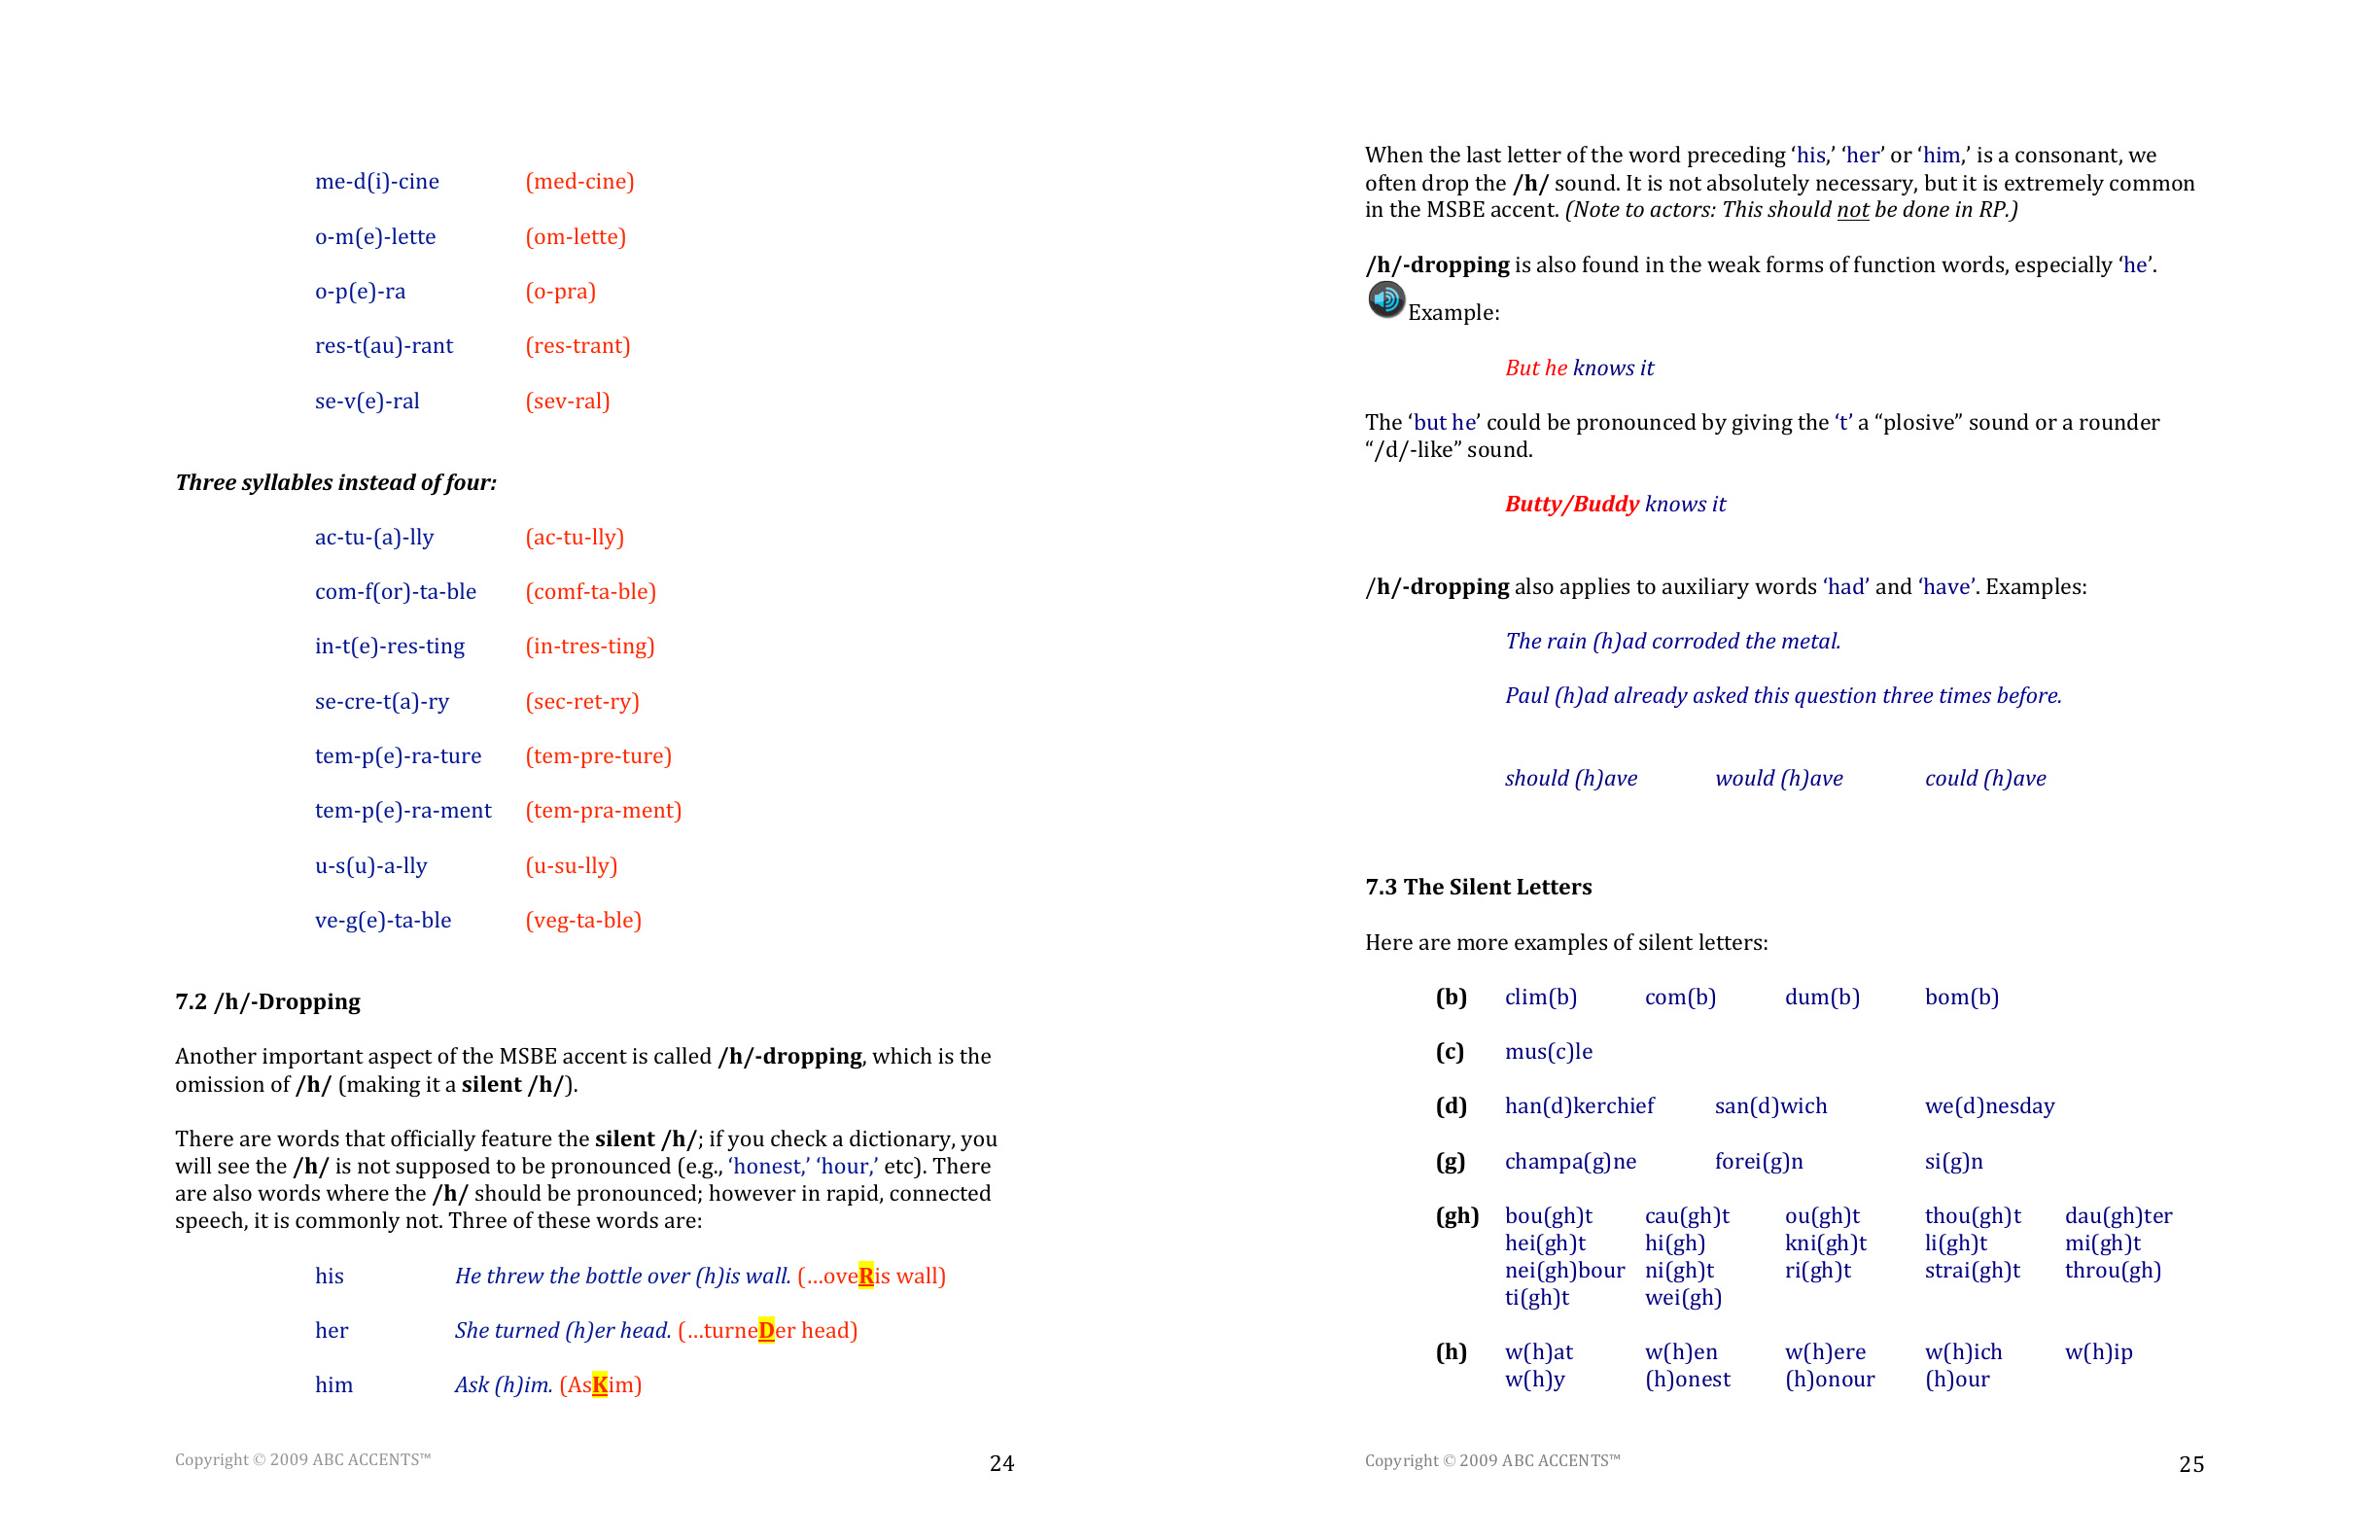 me-d(i)-cine (med-cine)
o-m(e)-lette (om-lette)
o-p(e)-ra (o-pra)
res-t(au)-rant (res-trant)
se-v(e)-ral (sev-ral)
Three syllables instead of four:
ac-tu-(a)-lly (ac-tu-lly)
com-f(or)-ta-ble (comf-ta-ble)
in-t(e)-res-ting (in-tres-ting)
se-cre-t(a)-ry (sec-ret-ry)
tem-p(e)-ra-ture (tem-pre-ture)
tem-p(e)-ra-ment (tem-pra-ment)
u-s(u)-a-lly (u-su-lly)
ve-g(e)-ta-ble (veg-ta-ble)
7.2 /h/-Dropping
Another important aspect of the MSBE accent is called /h/-dropping, which is the
omission of /h/ (making it a silent /h/).
There are words that officially feature the silent /h/; if you check a dictionary, you
will see the /h/ is not supposed to be pronounced (e.g., ‘honest,’ ‘hour,’ etc). There
are also words where the /h/ should be pronounced; however in rapid, connected
speech, it is commonly not. Three of these words are:
his He threw the bottle over (h)is wall. (…oveRis wall)
her She turned (h)er head. (…turneDer head)
him Ask (h)im. (AsKim)
Copyright © 2009 ABC ACCENTS™ 24
When the last letter of the word preceding ‘his,’ ‘her’ or ‘him,’ is a consonant, we
often drop the /h/ sound. It is not absolutely necessary, but it is extremely common
in the MSBE accent. (Note to actors: This should not be done in RP.)
/h/-dropping is also found in the weak forms of function words, especially ‘he’.
Example:
But he knows it
The ‘but he’ could be pronounced by giving the ‘t’ a “plosive” sound or a rounder
“/d/-like” sound.
Butty/Buddy knows it
/h/-dropping also applies to auxiliary words ‘had’ and ‘have’. Examples:
The rain (h)ad corroded the metal.
Paul (h)ad already asked this question three times before.
should (h)ave would (h)ave could (h)ave
7.3 The Silent Letters
Here are more examples of silent letters:
(b) clim(b) com(b) dum(b) bom(b)
(c) mus(c)le
(d) han(d)kerchief san(d)wich we(d)nesday
(g) champa(g)ne forei(g)n si(g)n
(gh) bou(gh)t cau(gh)t ou(gh)t thou(gh)t dau(gh)ter
hei(gh)t hi(gh) kni(gh)t li(gh)t mi(gh)t
nei(gh)bour ni(gh)t ri(gh)t strai(gh)t throu(gh)
ti(gh)t wei(gh)
(h) w(h)at w(h)en w(h)ere w(h)ich w(h)ip
w(h)y (h)onest (h)onour (h)our
Copyright © 2009 ABC ACCENTS™ 25